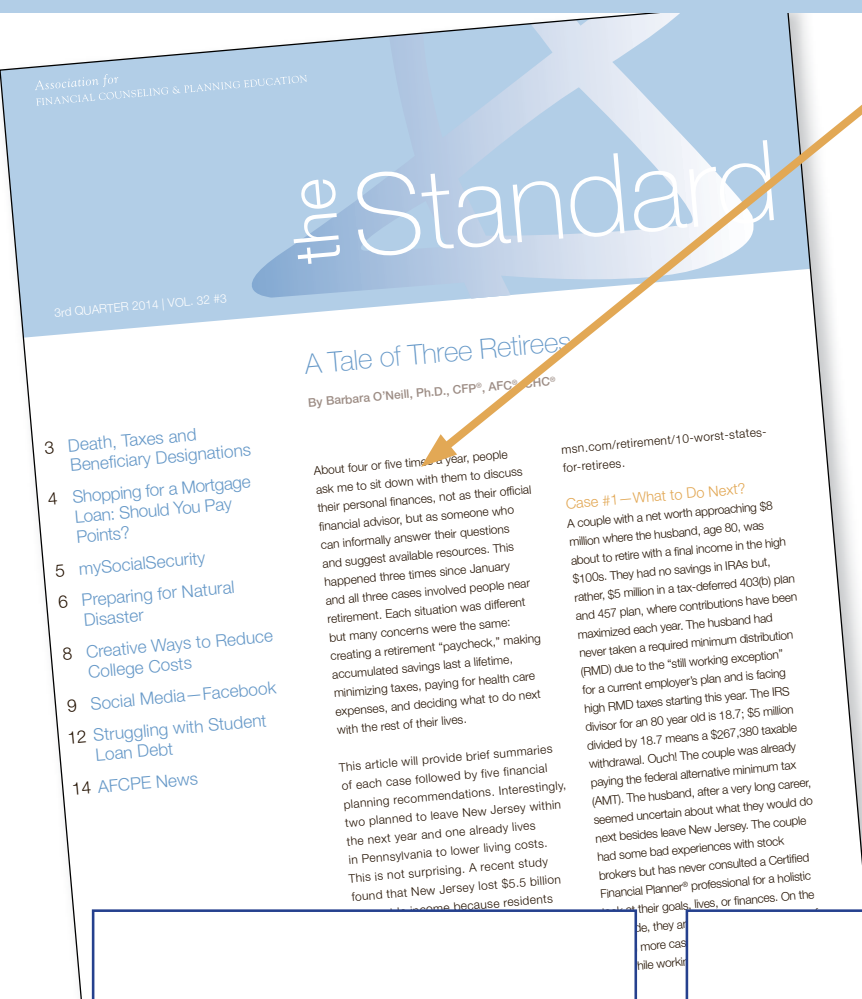 Association for
FINANCIAL COUNSELING & PLANNING EDUCATION
the Standard
3rd QUARTER 2014 | VOL. 32 #3
A Tale of Three Retirees
By Barbara O'Neill, Ph.D., CFP®, AFC®, CHC®
3 Death, Taxes and
Beneficiary Designations
4 Shopping for a Mortgage
Loan: Should You Pay
Points?
5 mySocialSecurity
6 Preparing for Natural
Disaster
8 Creative Ways to Reduce
College Costs
9 Social Media—Facebook
12 Struggling with Student
Loan Debt
14 AFCPE News
About four or five times a year, people
ask me to sit down with them to discuss
their personal finances, not as their official
financial advisor, but as someone who
can informally answer their questions
and suggest available resources. This
happened three times since January
and all three cases involved people near
retirement. Each situation was different
but many concerns were the same:
creating a retirement "paycheck," making
accumulated savings last a lifetime,
minimizing taxes, paying for health care
expenses, and deciding what to do next
with the rest of their lives.
This article will provide brief summaries
of each case followed by five financial
planning recommendations. Interestingly,
two planned to leave New Jersey within
the next year and one already lives
in Pennsylvania to lower living costs.
This is not surprising. A recent study
found that New Jersey lost $5.5 billion
income because residents
msn.com/retirement/10-worst-states-
for-retirees.
Case #1—What to Do Next?
A couple with a net worth approaching $8
million where the husband, age 80, was
about to retire with a final income in the high
$100s. They had no savings in IRAs but,
rather, $5 million in a tax-deferred 403(b) plan
and 457 plan, where contributions have been
maximized each year. The husband had
never taken a required minimum distribution
(RMD) due to the "still working exception"
for a current employer's plan and is facing
high RMD taxes starting this year. The IRS
divisor for an 80 year old is 18.7; $5 million
divided by 18.7 means a $267,380 taxable
withdrawal. Ouch! The couple was already
paying the federal alternative minimum tax
(AMT). The husband, after a very long career,
seemed uncertain about what they would do
next besides leave New Jersey. The couple
had some bad experiences with stock
brokers but has never consulted a Certified
Financial Planner® professional for a holistic
at their goals, lives, or finances. On the
they
more